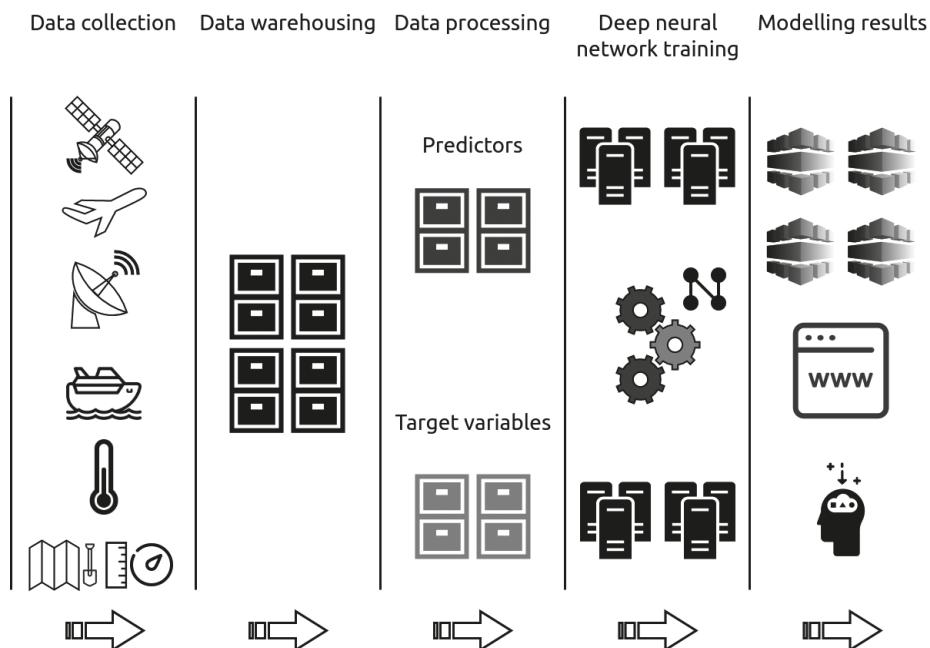 Data collection
Data warehousing
Data processing
Deep neural
network training
Modelling results
Predictors
Target variables
www